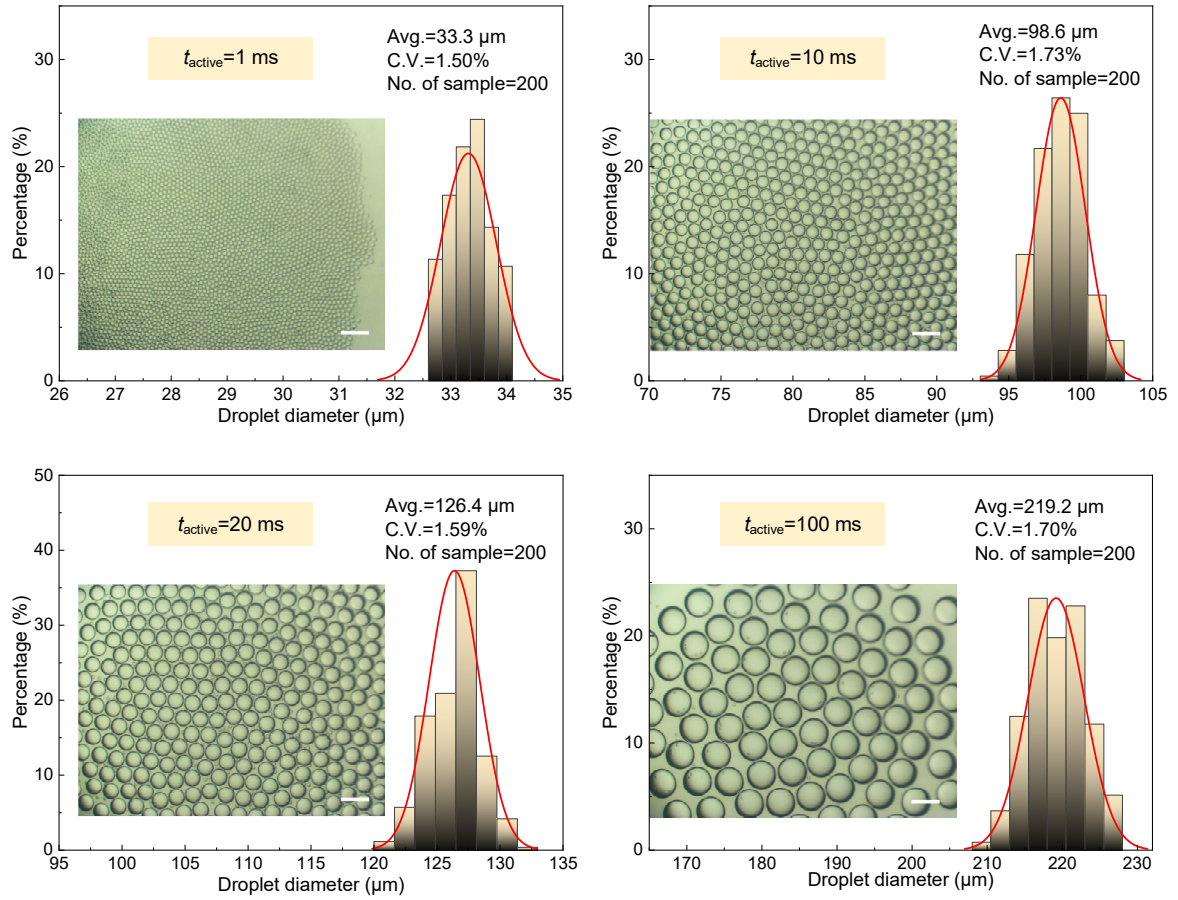 t_active=1 ms
Avg.=33.3 µm
C.V.=1.50%
No. of sample=200
Percentage (%)
30
20
10
0
26 27 28 29 30 31 32 33 34 35
Droplet diameter (µm)
t_active=10 ms
Avg.=98.6 µm
C.V.=1.73%
No. of sample=200
Percentage (%)
30
20
10
0
70 75 80 85 90 95 100 105
Droplet diameter (µm)
t_active=20 ms
Avg.=126.4 µm
C.V.=1.59%
No. of sample=200
Percentage (%)
50
40
30
20
10
0
95 100 105 110 115 120 125 130 135
Droplet diameter (µm)
t_active=100 ms
Avg.=219.2 µm
C.V.=1.70%
No. of sample=200
Percentage (%)
30
20
10
0
170 180 190 200 210 220 230
Droplet diameter (µm)